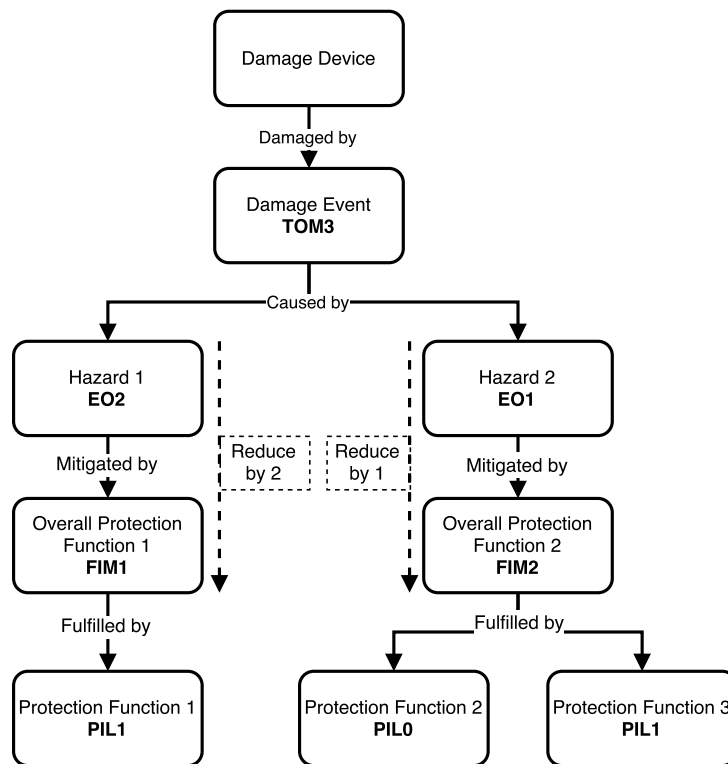 Damage Device
Damaged by
Damage Event
TOM3
Caused by
Hazard 1
EO2
Hazard 2
EO1
Mitigated by
Reduce
by 2
Reduce
by 1
Mitigated by
Overall Protection
Function 1
FIM1
Overall Protection
Function 2
FIM2
Fulfilled by
Fulfilled by
Protection Function 1
PIL1
Protection Function 2
PIL0
Protection Function 3
PIL1